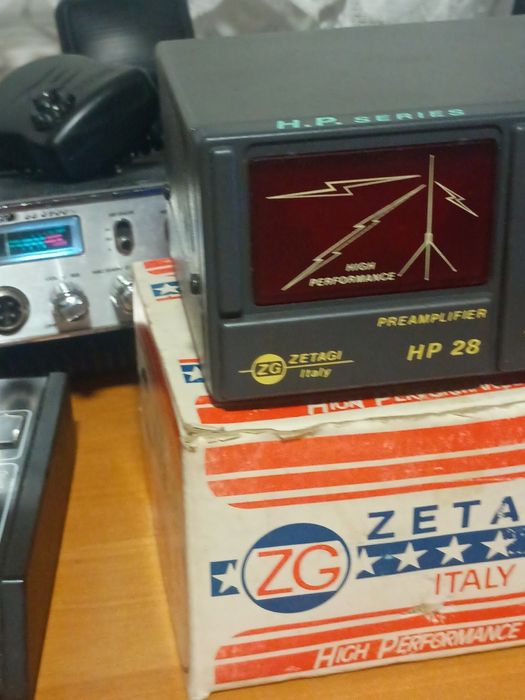 H.P. SERIES
HIGH
PERFORMANCE
PREAMPLIFIER
ZG ZETAGI
Italy
HP 28
HIGH PERFORMANCE
ZETA
ZG
ITALY
HIGH PERFORMANCE